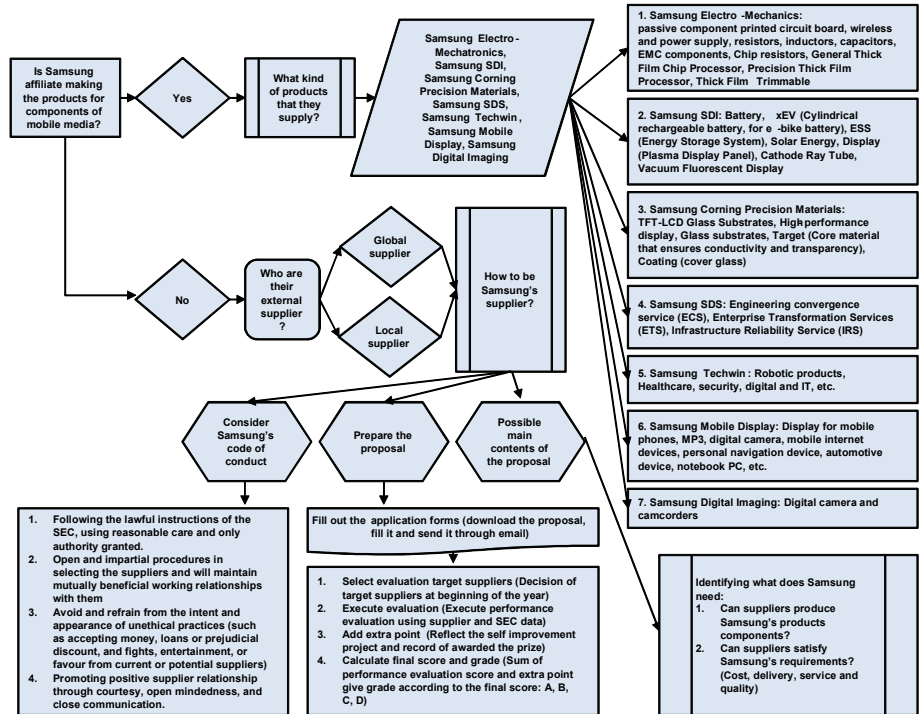 Is Samsung
affiliate making
the products for
components of
mobile media?
Yes
What kind
of products
that they
supply?
Samsung Electro -
Mechatronics,
Samsung SDI,
Samsung Corning
Precision Materials,
Samsung SDS,
Samsung Techwin ,
Samsung Mobile
Display, Samsung
Digital Imaging
1. Samsung Electro -Mechanics:
passive component printed circuit board, wireless
and power supply, resistors, inductors, capacitors,
EMC components, Chip resistors, General Thick
Film Chip Processor, Precision Thick Film
Processor, Thick Film Trimmable
2. Samsung SDI: Battery, xEV (Cylindrical
rechargeable battery, for e -bike battery), ESS
(Energy Storage System), Solar Energy, Display
(Plasma Display Panel), Cathode Ray Tube,
Vacuum Fluorescent Display
3. Samsung Corning Precision Materials:
TFT-LCD Glass Substrates, High-performance
display, Glass substrates, Target (Core material
that ensures conductivity and transparency),
Coating (cover glass)
4. Samsung SDS: Engineering convergence
service (ECS), Enterprise Transformation Services
(ETS), Infrastructure Reliability Service (IRS)
5. Samsung Techwin : Robotic products,
Healthcare, security, digital and IT, etc.
6. Samsung Mobile Display: Display for mobile
phones, MP3, digital camera, mobile internet
devices, personal navigation device, automotive
device, notebook PC, etc.
7. Samsung Digital Imaging: Digital camera and
camcorders
No
Who are
their
external
supplier
?
Global
supplier
Local
supplier
How to be
Samsung's
supplier?
Consider
Samsung's
code of
conduct
Prepare the
proposal
Possible
main
contents of
the proposal
1. Following the lawful instructions of the
SEC, using reasonable care and only
authority granted.
2. Open and impartial procedures in
selecting the suppliers and will maintain
mutually beneficial working relationships
with them
3. Avoid and refrain from the intent and
appearance of unethical practices (such
as accepting money, loans or prejudicial
discount, and fights, entertainment, or
favour from current or potential suppliers)
4. Promoting positive supplier relationship
through courtesy, open mindedness, and
close communication.
Fill out the application forms (download the proposal,
fill it and send it through email)
1. Select evaluation target suppliers (Decision of
target suppliers at beginning of the year)
2. Execute evaluation (Execute performance
evaluation using supplier and SEC data)
3. Add extra point (Reflect the self improvement
project and record of awarded the prize)
4. Calculate final score and grade (Sum of
performance evaluation score and extra point
give grade according to the final score: A, B,
C, D)
Identifying what does Samsung
need:
1. Can suppliers produce
Samsung's products
components?
2. Can suppliers satisfy
Samsung's requirements?
(Cost, delivery, service and
quality)